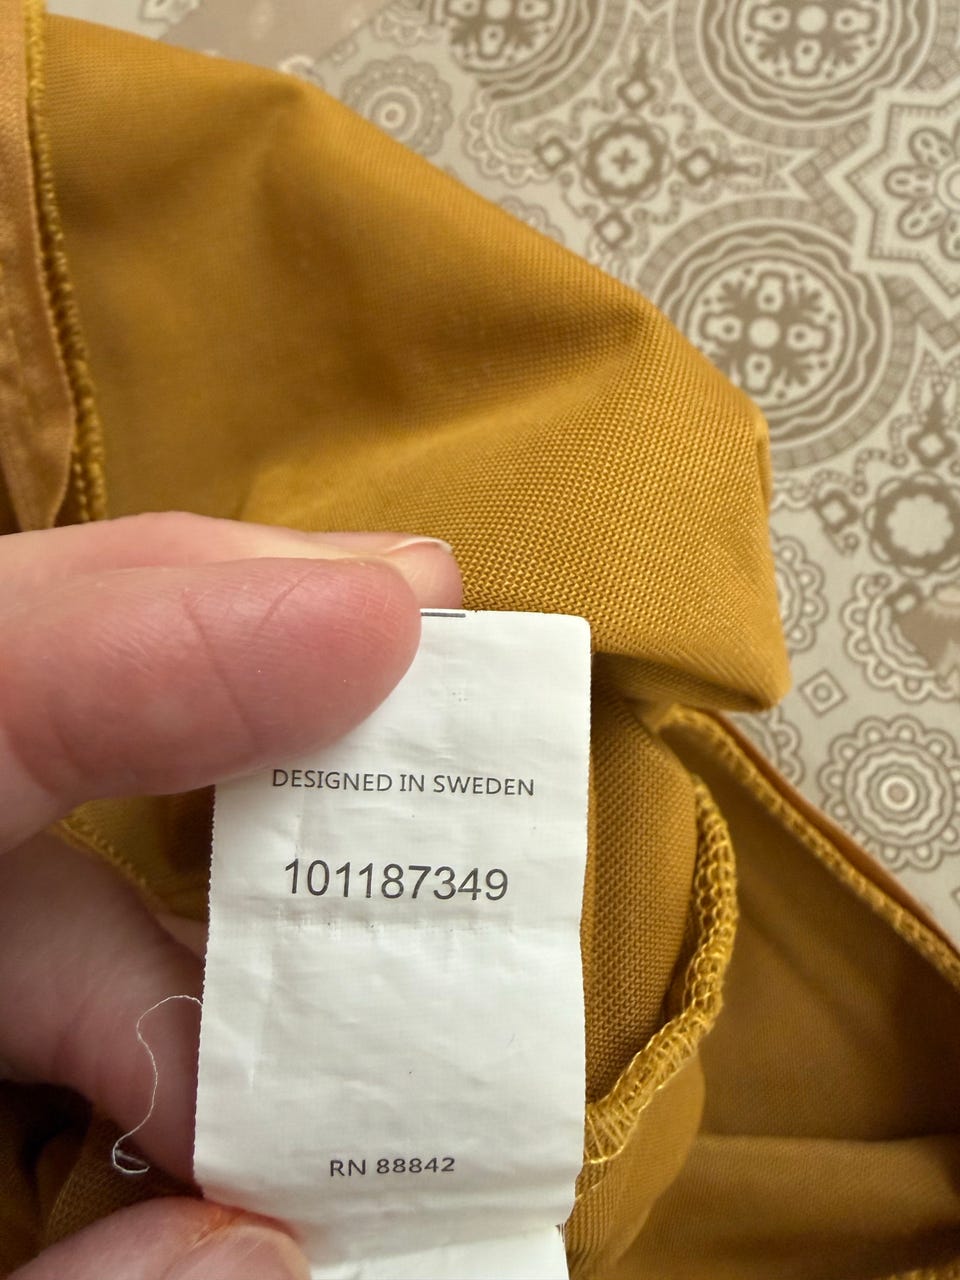 DESIGNED IN SWEDEN
101187349
RN 88842